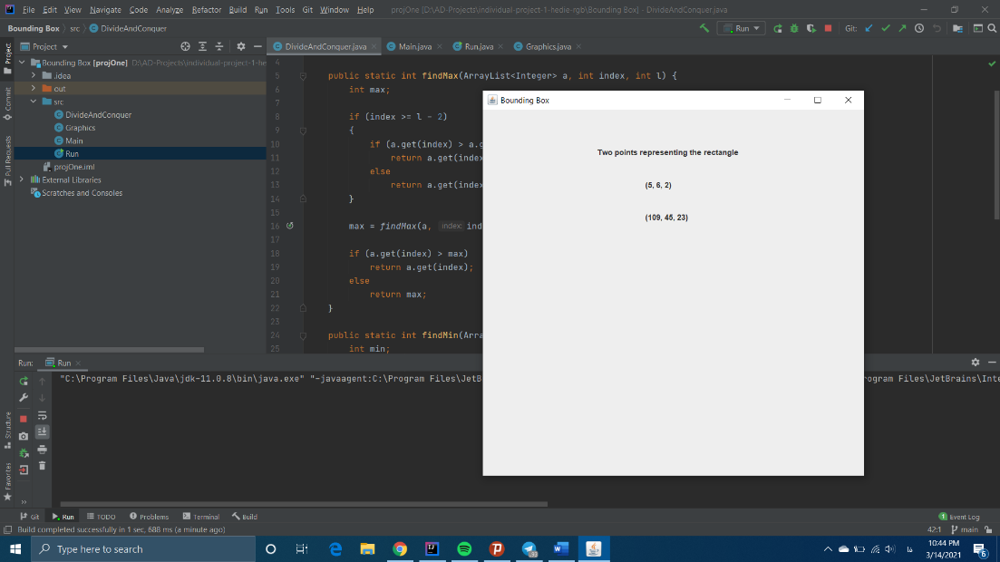 File Edit View Navigate Code Analyze Refactor Build Run Tools Git Window Help projOne [D:\AD-Projects\individual-project-1-hedie-rgb\Bounding Box] - DivideAndConquer.java
Bounding Box src DivideAndConquer Run Git:
Project DivideAndConquer.java Main.java Run.java Graphics.java
Bounding Box [projOne] D:\AD-Projects\individual-project-1-he
.idea
out
src
DivideAndConquer
Graphics
Main
Run
projOne.iml
External Libraries
Scratches and Consoles
Project
Commit
Pull Requests
Structure
Favorites
4
5 public static int findMax(ArrayList<Integer> a, int index, int l) {
6 int max;
7
8 if (index >= l - 2)
9 {
10 if (a.get(index) > a.g
11 return a.get(index
12 else
13 return a.get(index
14 }
15
16 max = findMax(a, index: ind
17
18 if (a.get(index) > max)
19 return a.get(index);
20 else
21 return max;
22 }
23
24 public static int findMin(Arra
25 int min;
Bounding Box
Two points representing the rectangle
(5, 6, 2)
(109, 45, 23)
Run: Run
"C:\Program Files\Java\jdk-11.0.8\bin\java.exe" "-javaagent:C:\Program Files\JetB
ogram Files\JetBrains\Inte
Git Run TODO Problems Terminal Build 1 Event Log
Build completed successfully in 1 sec, 688 ms (a minute ago) 42:1 main
Type here to search
10:44 PM
3/14/2021
6